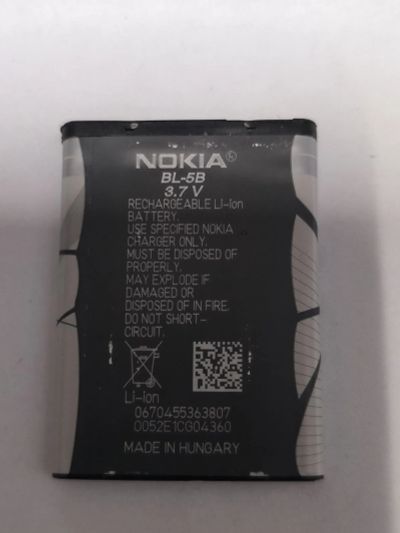 NOKIA®
BL-5B
3.7 V
RECHARGEABLE Li-ion
BATTERY.
USE SPECIFIED NOKIA
CHARGER ONLY.
MUST BE DISPOSED OF
PROPERLY.
MAY EXPLODE IF
DAMAGED OR
DISPOSED OF IN FIRE.
DO NOT SHORT-
CIRCUIT.
Li-ion
0670455363807
0052E1CG04360
MADE IN HUNGARY